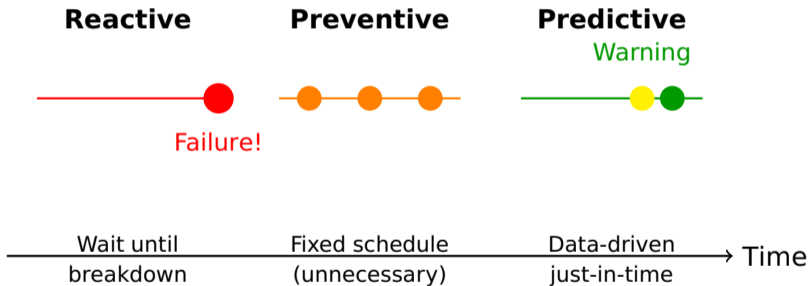 Reactive
Preventive
Predictive
Warning
Failure!
Wait until
breakdown
Fixed schedule
(unnecessary)
Data-driven
just-in-time
Time